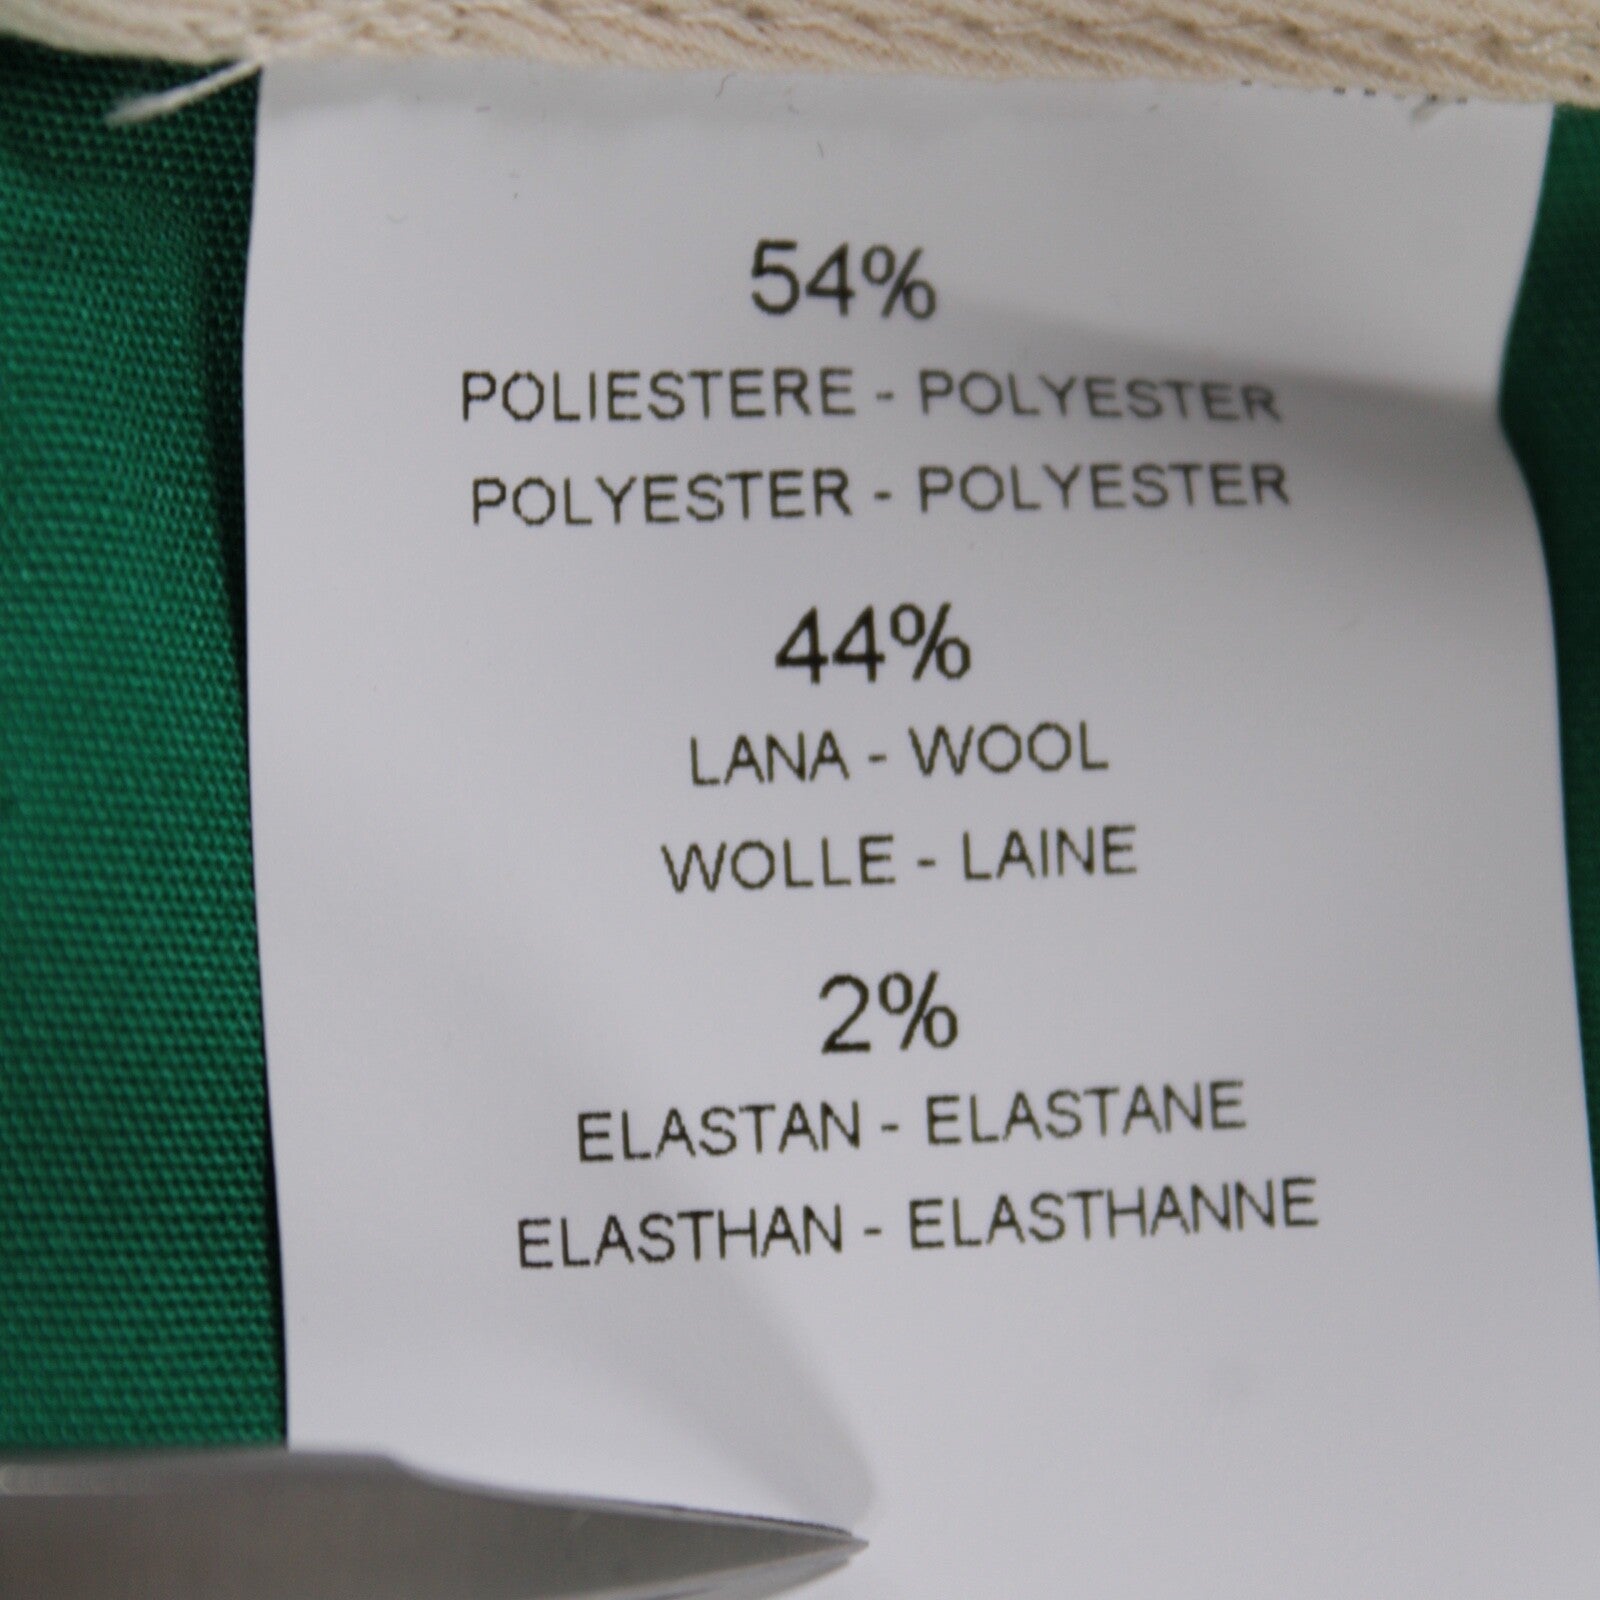 54%
POLIESTERE - POLYESTER
POLYESTER - POLYESTER
44%
LANA - WOOL
WOLLE - LAINE
2%
ELASTAN - ELASTANE
ELASTHAN - ELASTHANNE